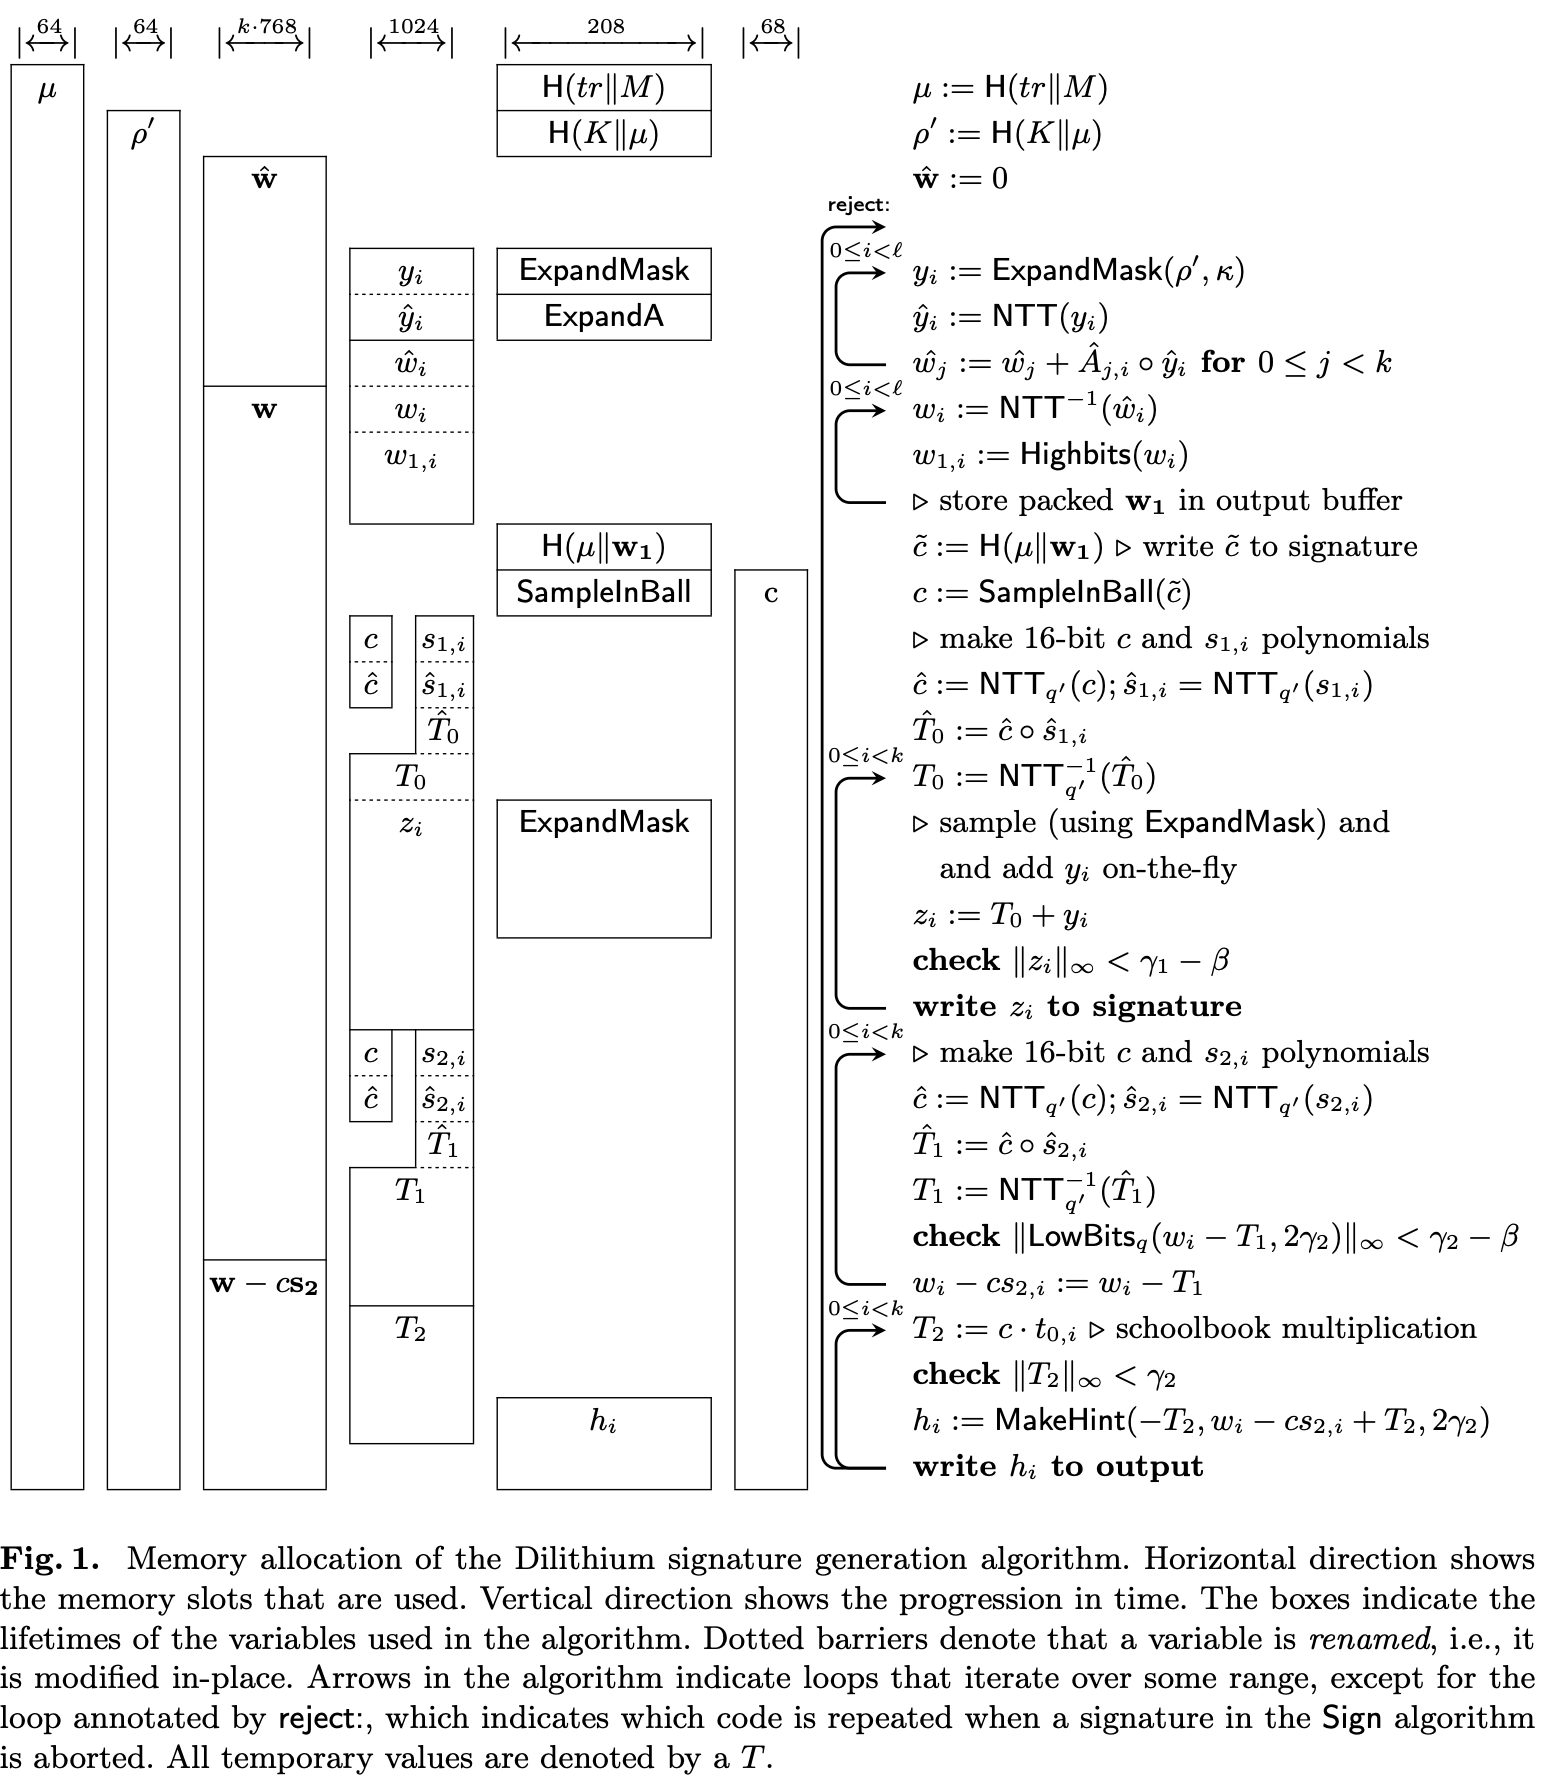 64 64 k·768 1024 208 68
μ H(tr‖M) μ := H(tr‖M)
ρ′ H(K‖μ) ρ′ := H(K‖μ)
ŵ ŵ := 0
reject:
0≤i<ℓ
y_i ExpandMask y_i := ExpandMask(ρ′, κ)
ŷ_i ExpandA ŷ_i := NTT(y_i)
ŵ_i ŵ_j := ŵ_j + Â_{j,i} ∘ ŷ_i for 0 ≤ j < k
0≤i<ℓ
w w_i w_i := NTT⁻¹(ŵ_i)
w_{1,i} w_{1,i} := Highbits(w_i)
▷ store packed w₁ in output buffer
H(μ‖w₁) c̃ := H(μ‖w₁) ▷ write c̃ to signature
SampleInBall c c := SampleInBall(c̃)
c s_{1,i} ▷ make 16-bit c and s_{1,i} polynomials
ĉ ŝ_{1,i} ĉ := NTT_{q′}(c); ŝ_{1,i} = NTT_{q′}(s_{1,i})
T̂₀ T̂₀ := ĉ ∘ ŝ_{1,i}
0≤i<k
T₀ T₀ := NTT⁻¹_{q′}(T̂₀)
z_i ExpandMask ▷ sample (using ExpandMask) and
and add y_i on-the-fly
z_i := T₀ + y_i
check ‖z_i‖∞ < γ₁ − β
write z_i to signature
0≤i<k
c s_{2,i} ▷ make 16-bit c and s_{2,i} polynomials
ĉ ŝ_{2,i} ĉ := NTT_{q′}(c); ŝ_{2,i} = NTT_{q′}(s_{2,i})
T̂₁ T̂₁ := ĉ ∘ ŝ_{2,i}
T₁ T₁ := NTT⁻¹_{q′}(T̂₁)
check ‖LowBits_q(w_i − T₁, 2γ₂)‖∞ < γ₂ − β
w − cs₂ w_i − cs_{2,i} := w_i − T₁
0≤i<k
T₂ T₂ := c · t_{0,i} ▷ schoolbook multiplication
check ‖T₂‖∞ < γ₂
h_i h_i := MakeHint(−T₂, w_i − cs_{2,i} + T₂, 2γ₂)
write h_i to output
Fig. 1. Memory allocation of the Dilithium signature generation algorithm. Horizontal direction shows
the memory slots that are used. Vertical direction shows the progression in time. The boxes indicate the
lifetimes of the variables used in the algorithm. Dotted barriers denote that a variable is renamed, i.e., it
is modified in-place. Arrows in the algorithm indicate loops that iterate over some range, except for the
loop annotated by reject:, which indicates which code is repeated when a signature in the Sign algorithm
is aborted. All temporary values are denoted by a T.